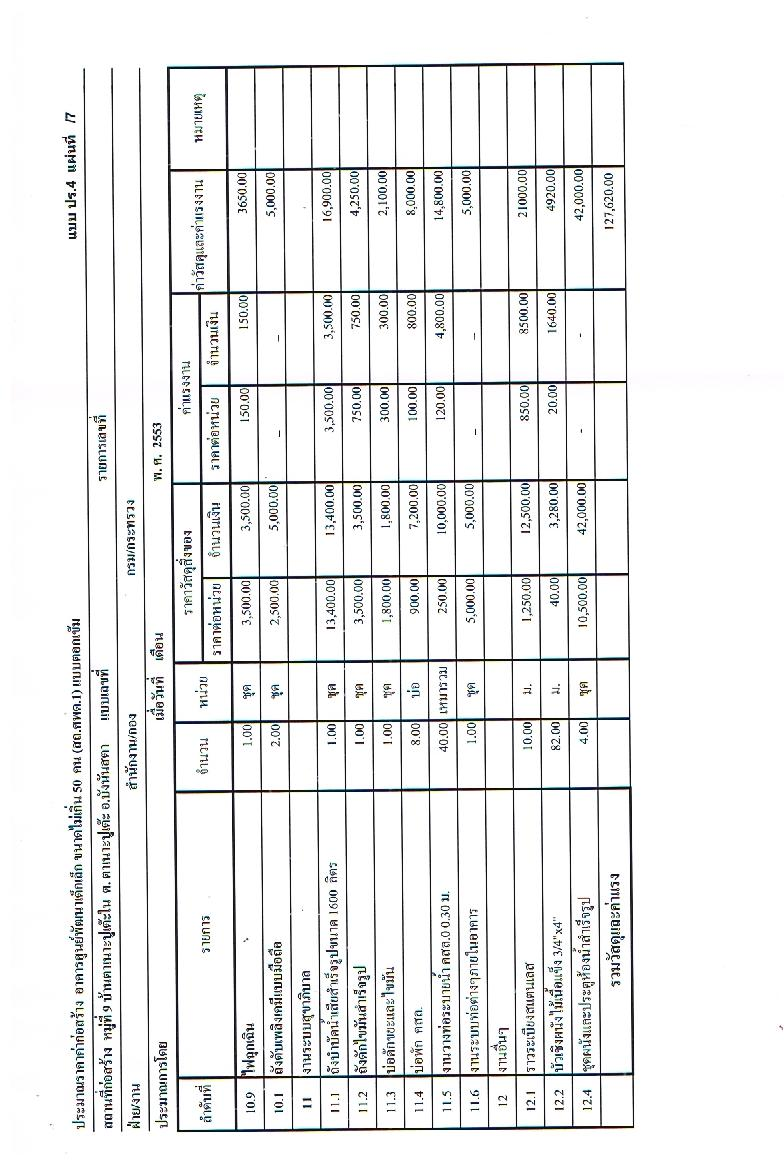 แบบ ปร.4 แผ่นที่ /7
ประมาณราคาค่าก่อสร้าง อาคารศูนย์พัฒนาเด็กเล็ก ขนาดไม่เกิน 50 คน (สถ.ศพด.1) แบบตอกเข็ม
สถานที่ก่อสร้าง หมู่ที่ 9 บ้านตาเนาะปูเต๊ะใน ต. ตาเนาะปูเต๊ะ อ.บังนังสตา แบบเลขที่ รายการเลขที่
ฝ่าย/งาน สำนักงาน/กอง กรม/กระทรวง
ประมาณการโดย เมื่อวันที่ เดือน พ. ศ. 2553
ลำดับที่ รายการ จำนวน หน่วย ราคาวัสดุสิ่งของ ค่าแรงงาน ค่าวัสดุและค่าแรงงาน หมายเหตุ
ราคาต่อหน่วย จำนวนเงิน ราคาต่อหน่วย จำนวนเงิน
10.9 ไฟฉุกเฉิน 1.00 ชุด 3,500.00 3,500.00 150.00 150.00 3650.00
10.1 ถังดับเพลิงเคมีแบบมือถือ 2.00 ชุด 2,500.00 5,000.00 – – 5,000.00
11 งานระบบสุขาภิบาล
11.1 ถังบำบัดน้ำเสียสำเร็จรูปขนาด 1600 ลิตร 1.00 ชุด 13,400.00 13,400.00 3,500.00 3,500.00 16,900.00
11.2 ถังดักไขมันสำเร็จรูป 1.00 ชุด 3,500.00 3,500.00 750.00 750.00 4,250.00
11.3 บ่อดักขยะและไขมัน 1.00 ชุด 1,800.00 1,800.00 300.00 300.00 2,100.00
11.4 บ่อพัก คสล. 8.00 บ่อ 900.00 7,200.00 100.00 800.00 8,000.00
11.5 งานวางท่อระบายน้ำ คสล.0 0.30 ม. 40.00 เหมารวม 250.00 10,000.00 120.00 4,800.00 14,800.00
11.6 งานระบบท่อต่างๆภายในอาคาร 1.00 ชุด 5,000.00 5,000.00 – – 5,000.00
12 งานอื่นๆ
12.1 ราวระเบียงสแตนเลส 10.00 ม. 1,250.00 12,500.00 850.00 8500.00 21000.00
12.2 บัวเชิงผนังไม้เนื้อแข็ง 3/4"x4" 82.00 ม. 40.00 3,280.00 20.00 1640.00 4920.00
12.4 ชุดผนังและประตูห้องน้ำสำเร็จรูป 4.00 ชุด 10,500.00 42,000.00 - - 42,000.00
รวมวัสดุและค่าแรง 127,620.00